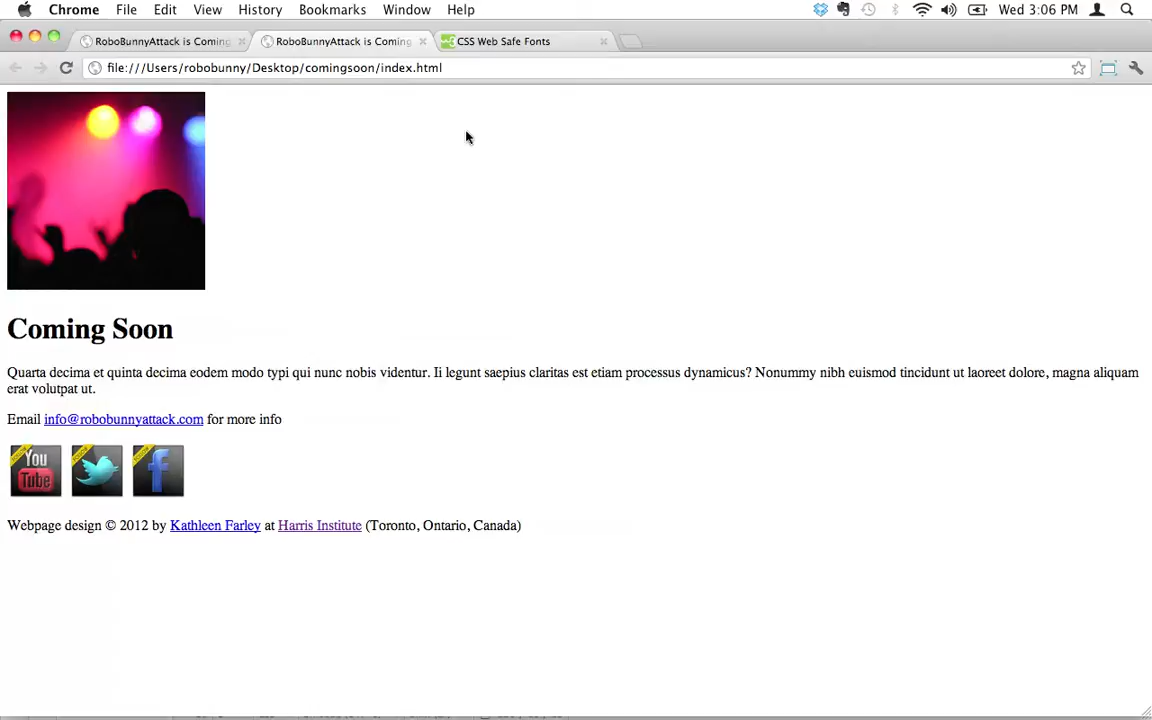 Chrome File Edit View History Bookmarks Window Help Wed 3:06 PM
RoboBunnyAttack is Coming RoboBunnyAttack is Coming CSS Web Safe Fonts
file:///Users/robobunny/Desktop/comingsoon/index.html
Coming Soon
Quarta decima et quinta decima eodem modo typi qui nunc nobis videntur. Ii legunt saepius claritas est etiam processus dynamicus? Nonummy nibh euismod tincidunt ut laoreet dolore, magna aliquam
erat volutpat ut.
Email info@robobunnyattack.com for more info
You
Tube
Webpage design © 2012 by Kathleen Farley at Harris Institute (Toronto, Ontario, Canada)